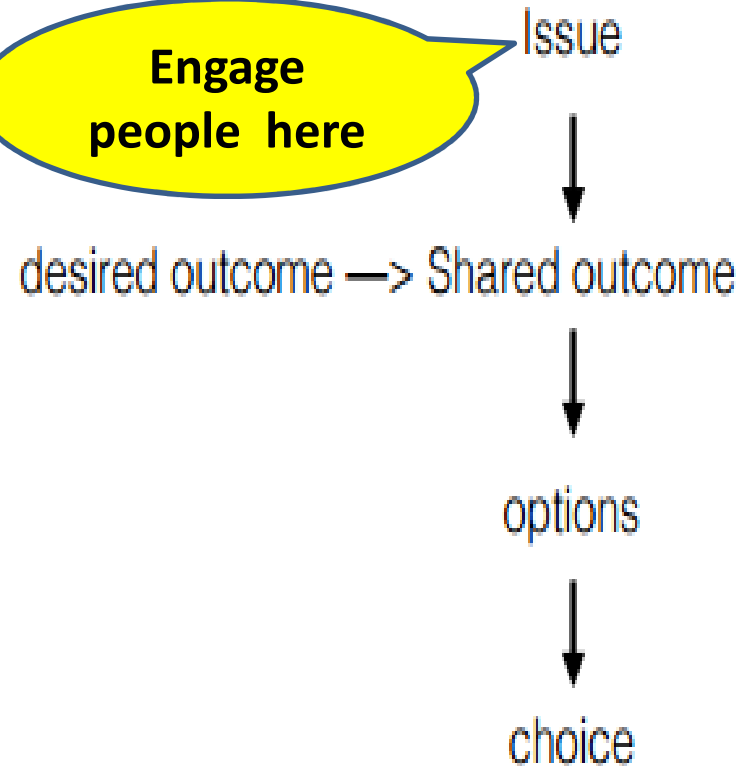 Issue
Engage
people here
desired outcome —> Shared outcome
options
choice